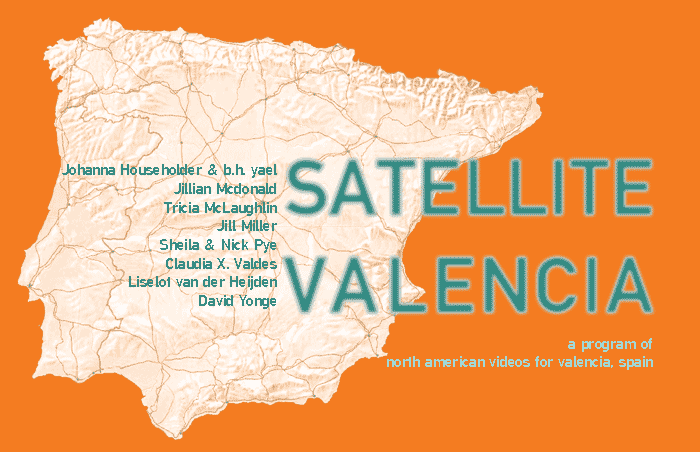 Johanna Householder & b.h. yael
Jillian Mcdonald
Tricia McLaughlin
Jill Miller
Sheila & Nick Pye
Claudia X. Valdes
Liselot van der Heijden
David Yonge
SATELLITE
VALENCIA
a program of
north american videos for valencia, spain